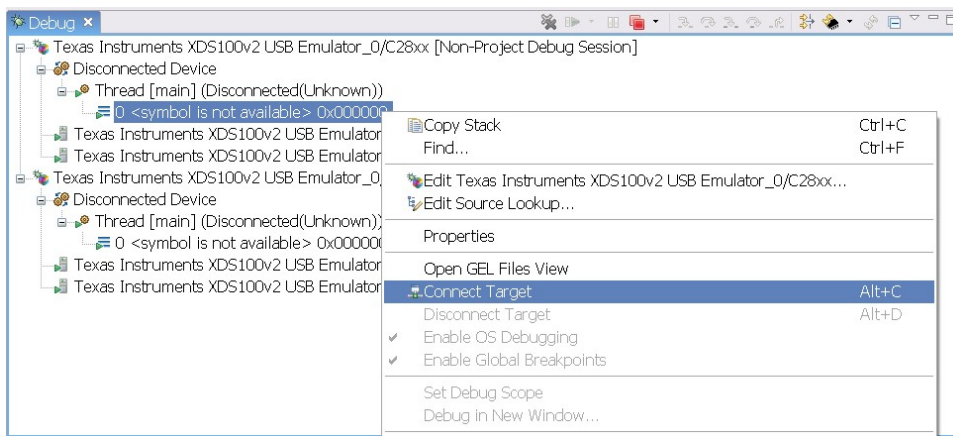 Debug
Texas Instruments XDS100v2 USB Emulator_0/C28xx [Non-Project Debug Session]
Disconnected Device
Thread [main] (Disconnected(Unknown))
0 <symbol is not available> 0x000000
Texas Instruments XDS100v2 USB Emulator
Texas Instruments XDS100v2 USB Emulator
Texas Instruments XDS100v2 USB Emulator_0
Disconnected Device
Thread [main] (Disconnected(Unknown))
0 <symbol is not available> 0x000000
Texas Instruments XDS100v2 USB Emulator
Texas Instruments XDS100v2 USB Emulator
Copy Stack Ctrl+C
Find... Ctrl+F
Edit Texas Instruments XDS100v2 USB Emulator_0/C28xx...
Edit Source Lookup...
Properties
Open GEL Files View
Connect Target Alt+C
Disconnect Target Alt+D
Enable OS Debugging
Enable Global Breakpoints
Set Debug Scope
Debug in New Window...